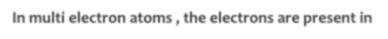 In multi electron atoms , the electrons are present in